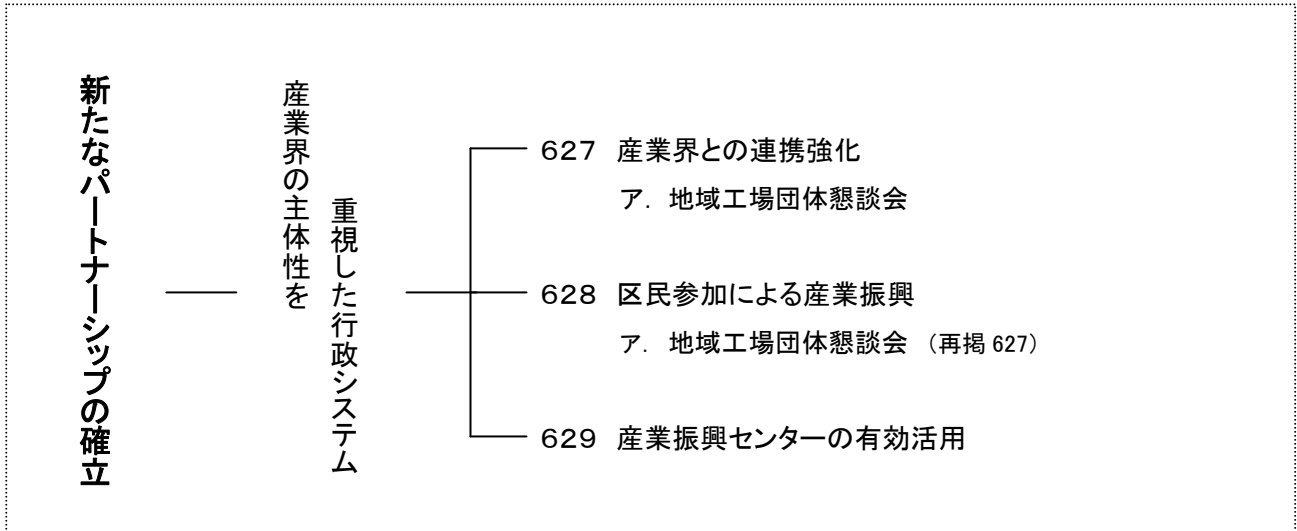 新たなパートナーシップの確立
産業界の主体性を
重視した行政システム
627 産業界との連携強化
ア. 地域工場団体懇談会
628 区民参加による産業振興
ア. 地域工場団体懇談会 (再掲 627)
629 産業振興センターの有効活用